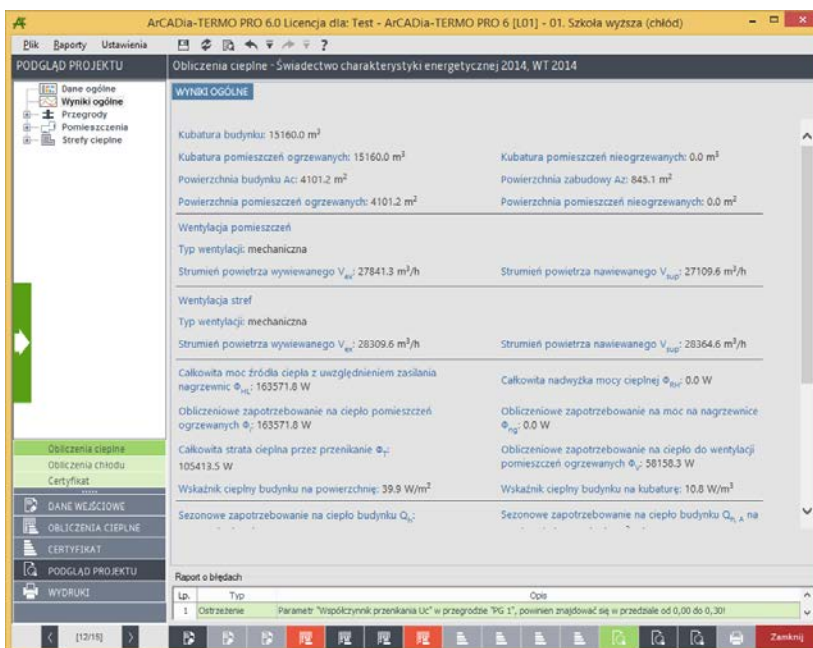 ArCADia-TERMO PRO 6.0 Licencja dla: Test - ArCADia-TERMO PRO 6 [L01] - 01. Szkoła wyższa (chłód)
Plik Raporty Ustawienia
PODGLĄD PROJEKTU
Obliczenia cieplne - Świadectwo charakterystyki energetycznej 2014, WT 2014
Dane ogólne
Wyniki ogólne
Przegrody
Pomieszczenia
Strefy cieplne
WYNIKI OGÓLNE
Kubatura budynku: 15160.0 m³
Kubatura pomieszczeń ogrzewanych: 15160.0 m³ Kubatura pomieszczeń nieogrzewanych: 0.0 m³
Powierzchnia budynku Ac: 4101.2 m² Powierzchnia zabudowy Az: 845.1 m²
Powierzchnia pomieszczeń ogrzewanych: 4101.2 m² Powierzchnia pomieszczeń nieogrzewanych: 0.0 m²
Wentylacja pomieszczeń
Typ wentylacji: mechaniczna
Strumień powietrza wywiewanego Vex: 27841.3 m³/h Strumień powietrza nawiewanego Vsup: 27109.6 m³/h
Wentylacja stref
Typ wentylacji: mechaniczna
Strumień powietrza wywiewanego Vex: 28309.6 m³/h Strumień powietrza nawiewanego Vsup: 28364.6 m³/h
Całkowita moc źródła ciepła z uwzględnieniem zasilania
nagrzewnic ΦHL: 163571.8 W
Całkowita nadwyżka mocy cieplnej ΦRH: 0.0 W
Obliczeniowe zapotrzebowanie na ciepło pomieszczeń
ogrzewanych Φi: 163571.8 W
Obliczeniowe zapotrzebowanie na moc na nagrzewnice
Φng: 0.0 W
Całkowita strata cieplna przez przenikanie ΦT:
105413.5 W
Obliczeniowe zapotrzebowanie na ciepło do wentylacji
pomieszczeń ogrzewanych Φv: 58158.3 W
Wskaźnik cieplny budynku na powierzchnię: 39.9 W/m² Wskaźnik cieplny budynku na kubaturę: 10.8 W/m³
Sezonowe zapotrzebowanie na ciepło budynku Qh: Sezonowe zapotrzebowanie na ciepło budynku Qh, A na
Obliczenia cieplne
Obliczenia chłodu
Certyfikat
DANE WEJŚCIOWE
OBLICZENIA CIEPLNE
CERTYFIKAT
PODGLĄD PROJEKTU
WYDRUKI
Raport o błędach
Lp. Typ Opis
1 Ostrzeżenie Parametr "Współczynnik przenikania Uc" w przegrodzie "PG 1", powinien znajdować się w przedziale od 0,00 do 0,30!
[12/15]
Zamknij